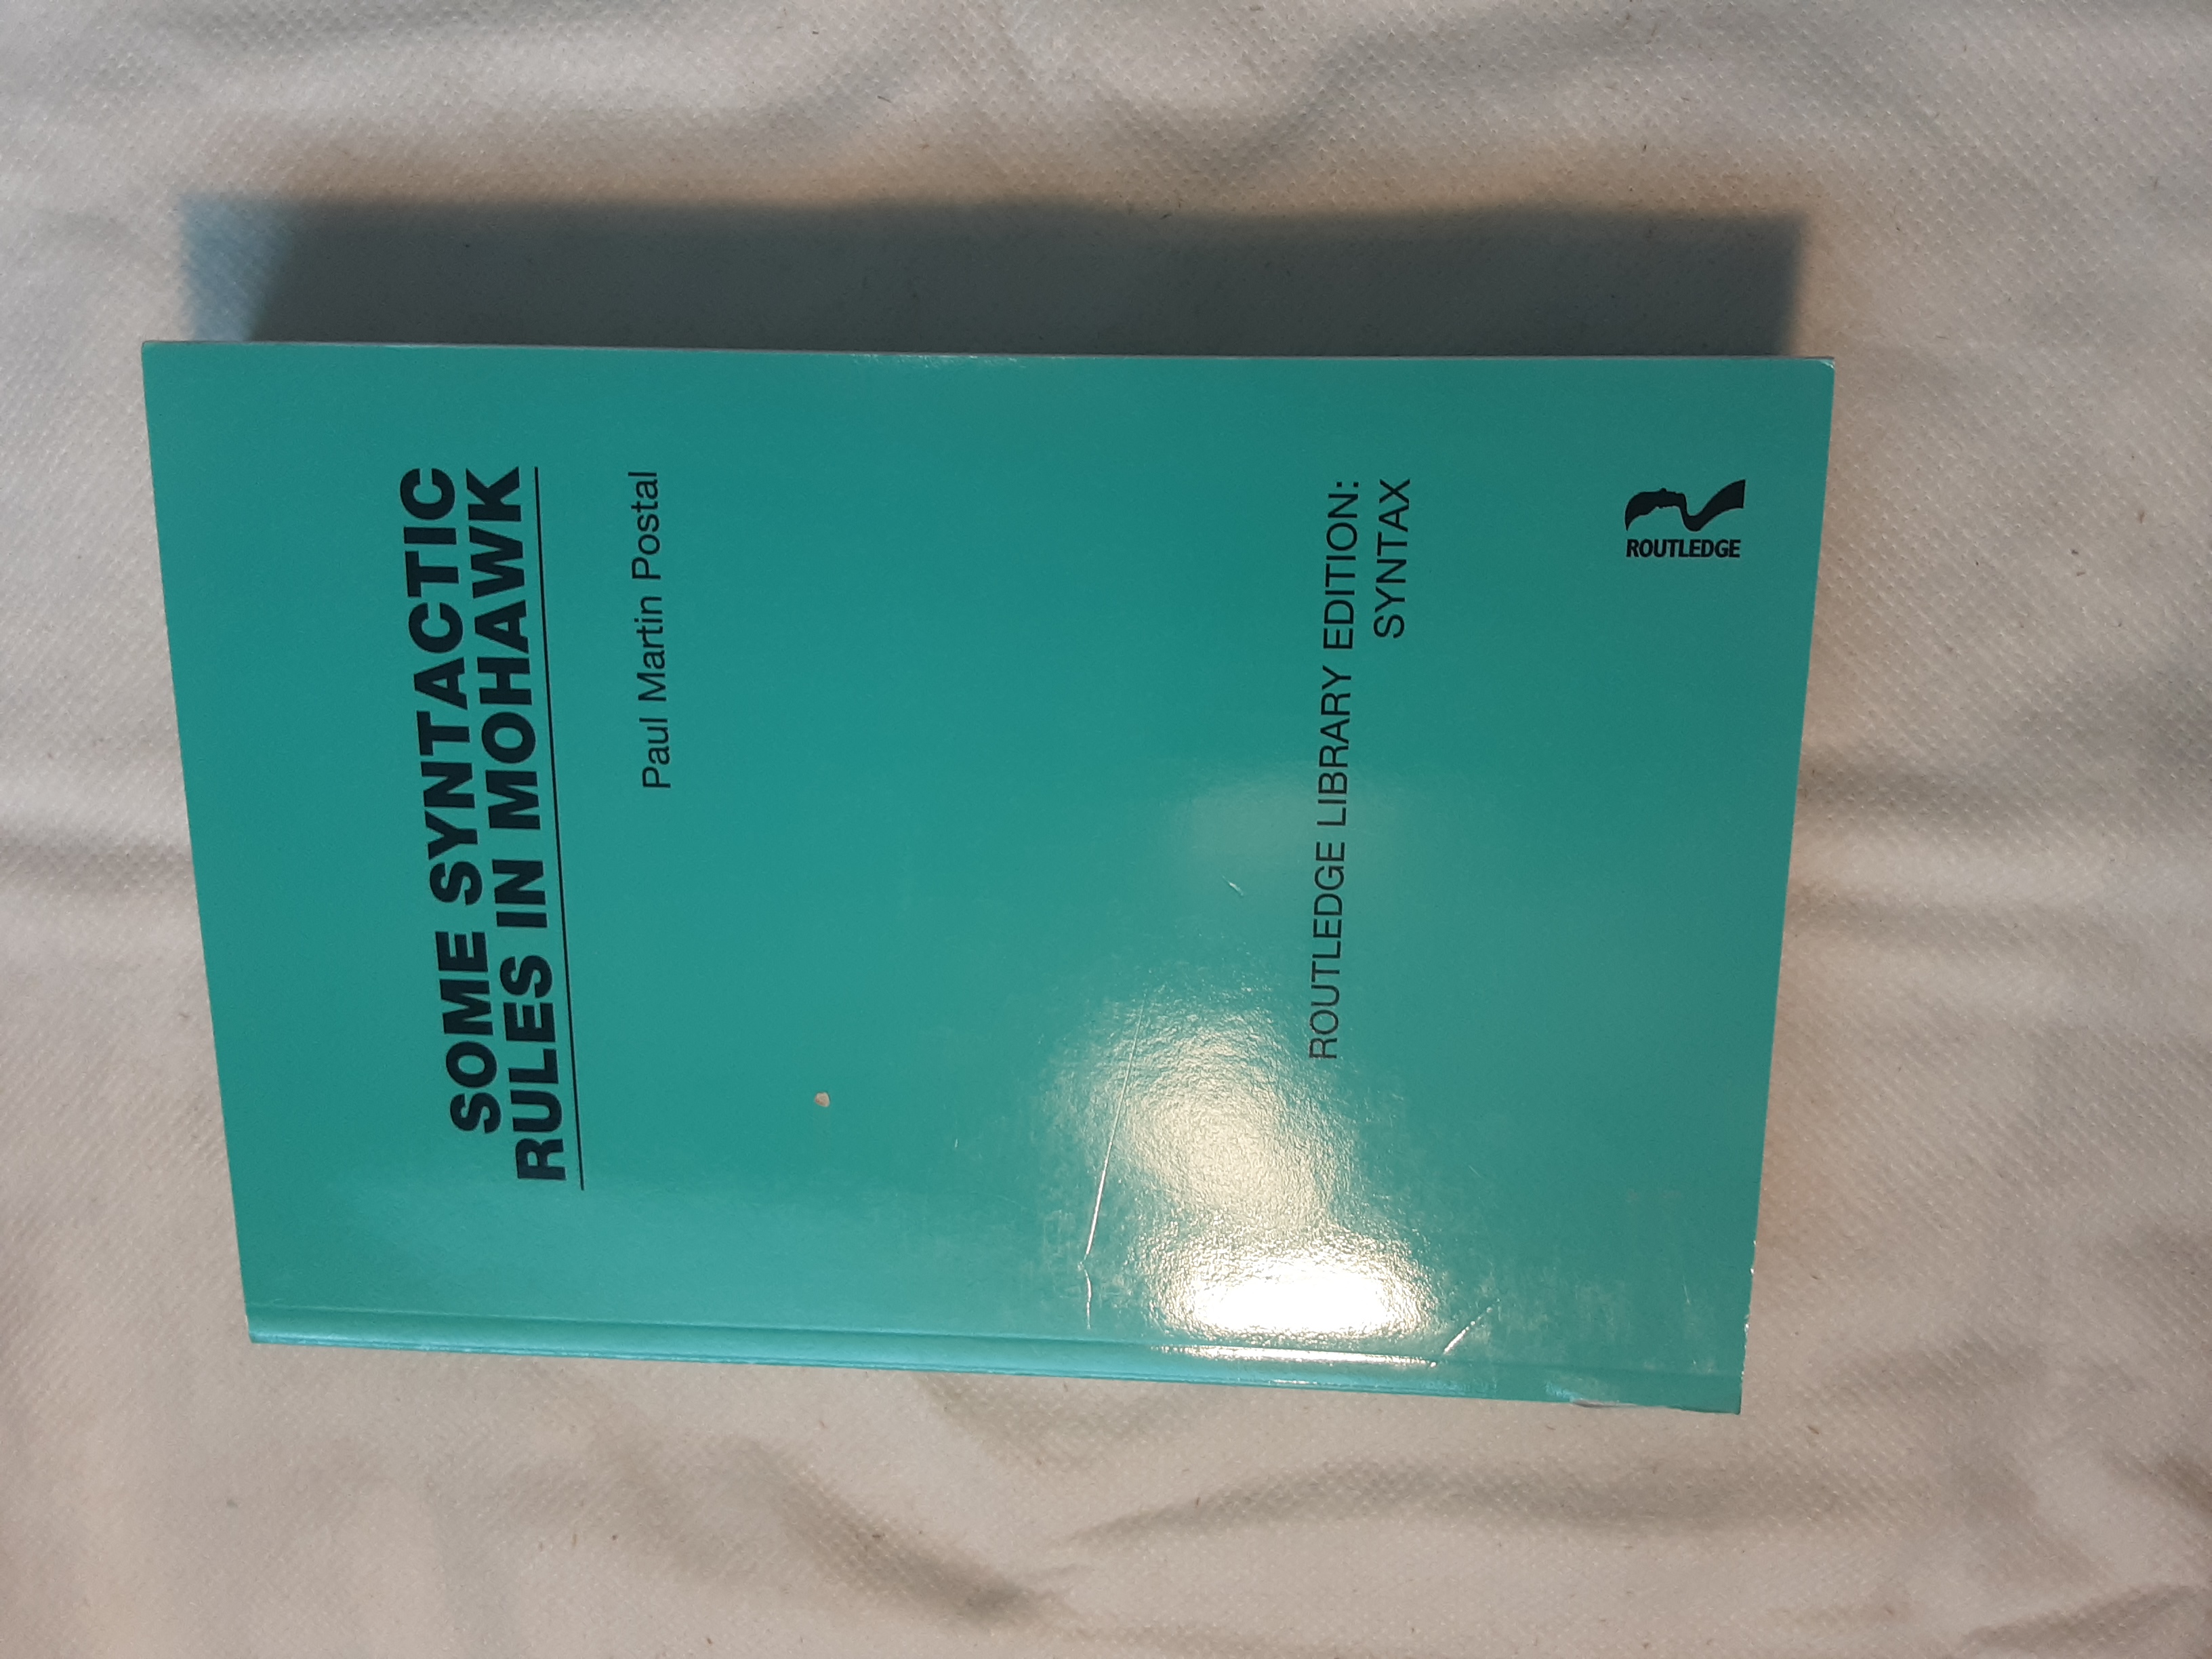 SOME SYNTACTIC
RULES IN MOHAWK
Paul Martin Postal
ROUTLEDGE LIBRARY EDITION:
SYNTAX
ROUTLEDGE